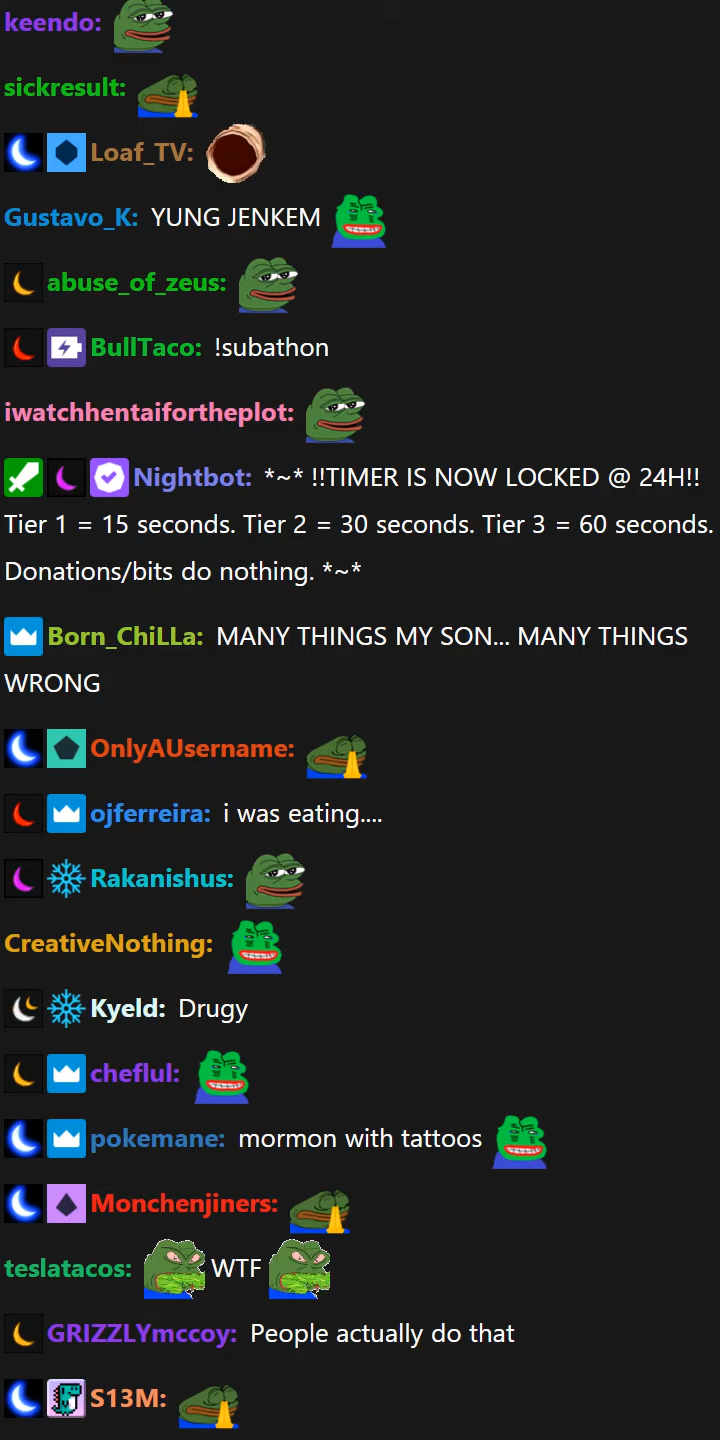 keendo:
sickresult:
Loaf_TV:
Gustavo_K: YUNG JENKEM
abuse_of_zeus:
BullTaco: !subathon
iwatchhentaifortheplot:
Nightbot: *~* !!TIMER IS NOW LOCKED @ 24H!!
Tier 1 = 15 seconds. Tier 2 = 30 seconds. Tier 3 = 60 seconds.
Donations/bits do nothing. *~*
Born_ChiLLa: MANY THINGS MY SON... MANY THINGS
WRONG
OnlyAUsername:
ojferreira: i was eating....
Rakanishus:
CreativeNothing:
Kyeld: Drugy
cheflul:
pokemane: mormon with tattoos
Monchenjiners:
teslatacos: WTF
GRIZZLYmccoy: People actually do that
S13M: